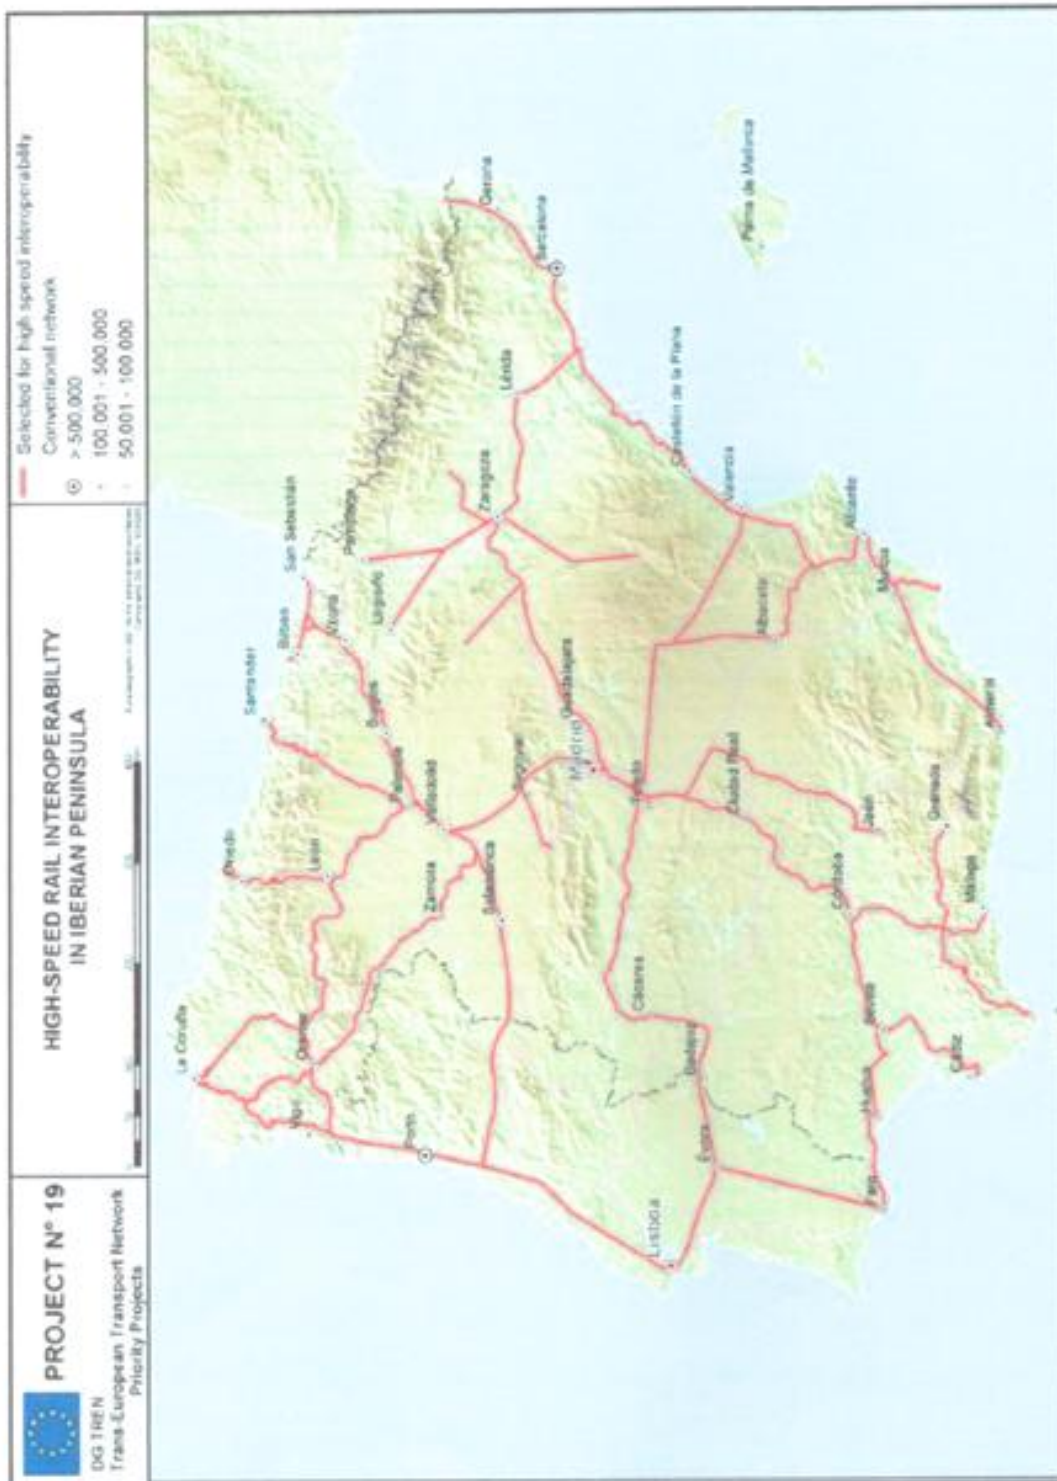 PROJECT N° 19
DG TREN
Trans-European Transport Network
Priority Projects
HIGH-SPEED RAIL INTEROPERABILITY
IN IBERIAN PENINSULA
Selected for high speed interoperability
Conventional network
> 500.000
100.001 - 500.000
50.001 - 100.000
La Coruña
Oviedo
Santander
Bilbao
San Sebastián
Vitoria
Pamplona
Logroño
León
Burgos
Palencia
Orense
Vigo
Valladolid
Zamora
Zaragoza
Lérida
Gerona
Barcelona
Porto
Salamanca
Segovia
Guadalajara
Madrid
Toledo
Castellón de la Plana
Valencia
Palma de Mallorca
Cáceres
Lisboa
Évora
Badajoz
Ciudad Real
Albacete
Alicante
Murcia
Córdoba
Jaén
Sevilla
Huelva
Faro
Granada
Almería
Málaga
Cádiz